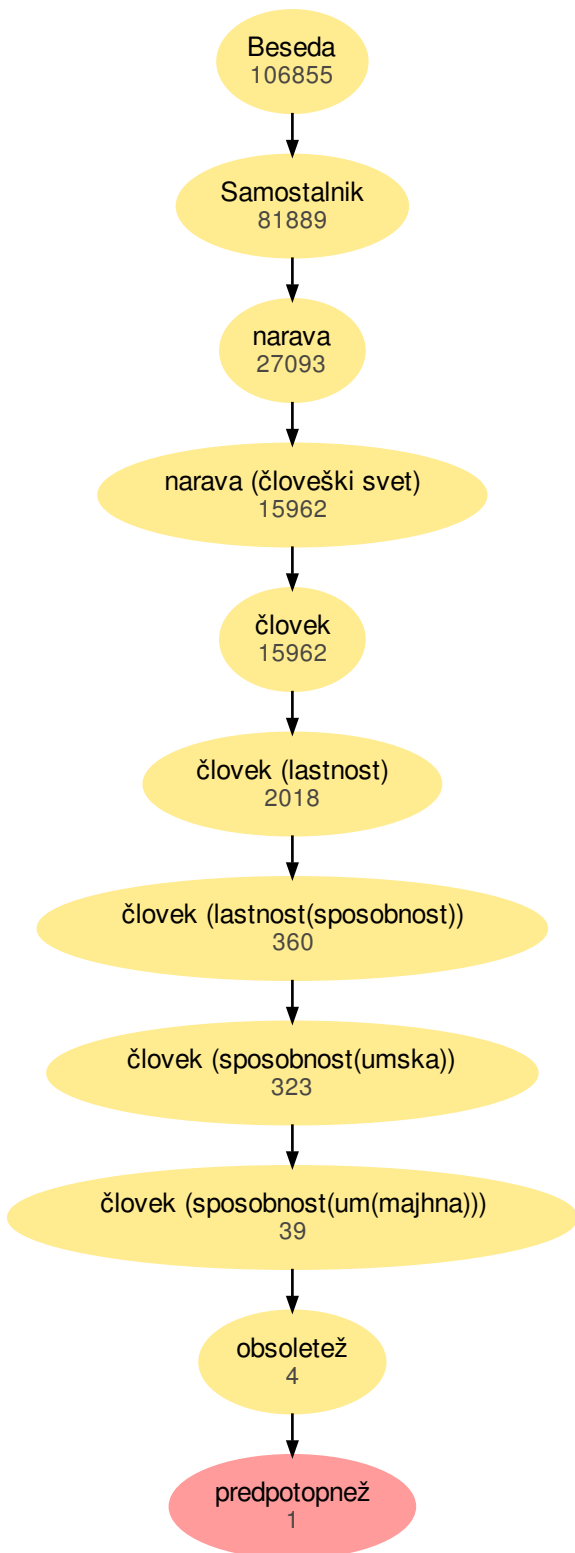 Beseda
106855
Samostalnik
81889
narava
27093
narava (človeški svet)
15962
človek
15962
človek (lastnost)
2018
človek (lastnost(sposobnost))
360
človek (sposobnost(umska))
323
človek (sposobnost(um(majhna)))
39
obsoletež
4
predpotopnež
1